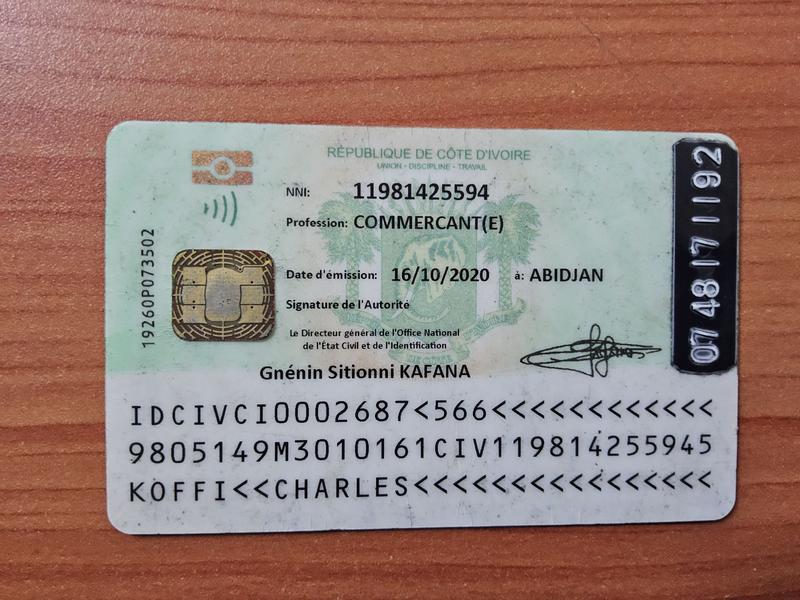 RÉPUBLIQUE DE CÔTE D'IVOIRE
UNION - DISCIPLINE - TRAVAIL
NNI: 11981425594
Profession: COMMERCANT(E)
Date d'émission: 16/10/2020 à: ABIDJAN
Signature de l'Autorité
Le Directeur général de l'Office National
de l'État Civil et de l'Identification
Gnénin Sitionni KAFANA
19260P073502
07 48 17 11 92
IDCIVCI0002687<566<<<<<<<<<<<<
9805149M3010161CIV119814255945
KOFFI<<CHARLES<<<<<<<<<<<<<<<<